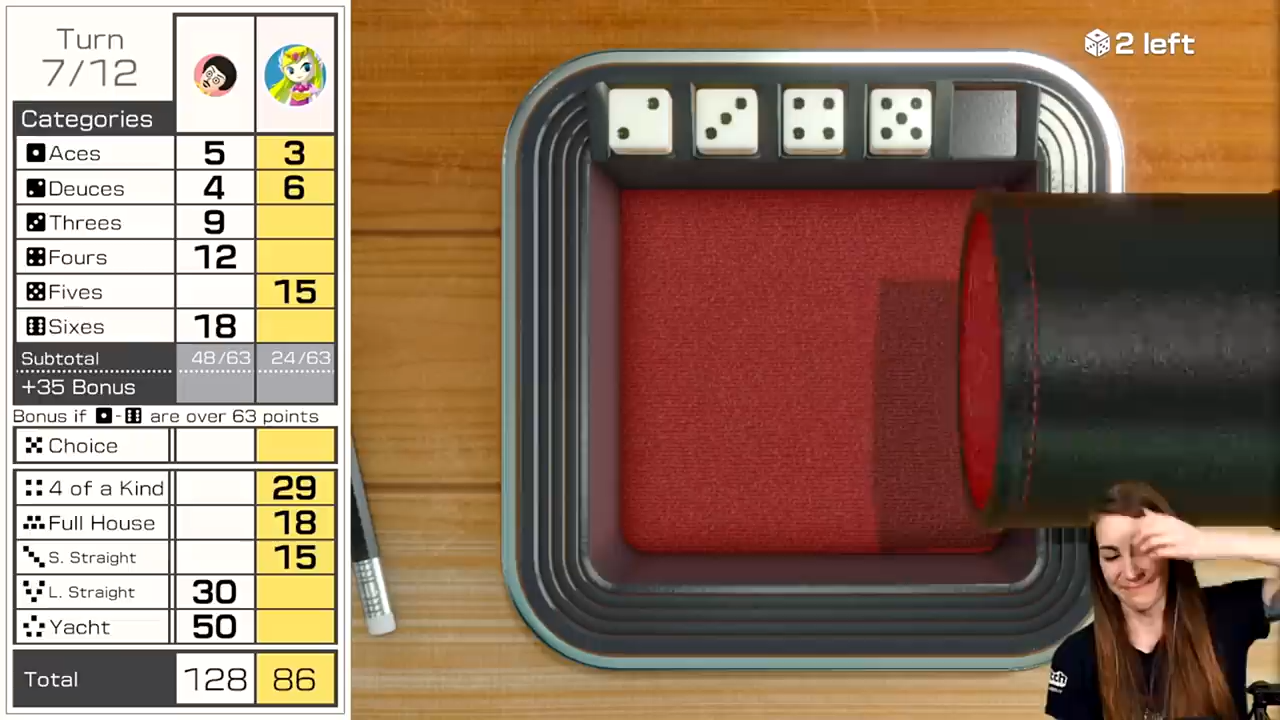 Turn
7/12
2 left
Categories
Aces 5 3
Deuces 4 6
Threes 9
Fours 12
Fives 15
Sixes 18
Subtotal 48/63 24/63
+35 Bonus
Bonus if - are over 63 points
Choice
4 of a Kind 29
Full House 18
S. Straight 15
L. Straight 30
Yacht 50
Total 128 86